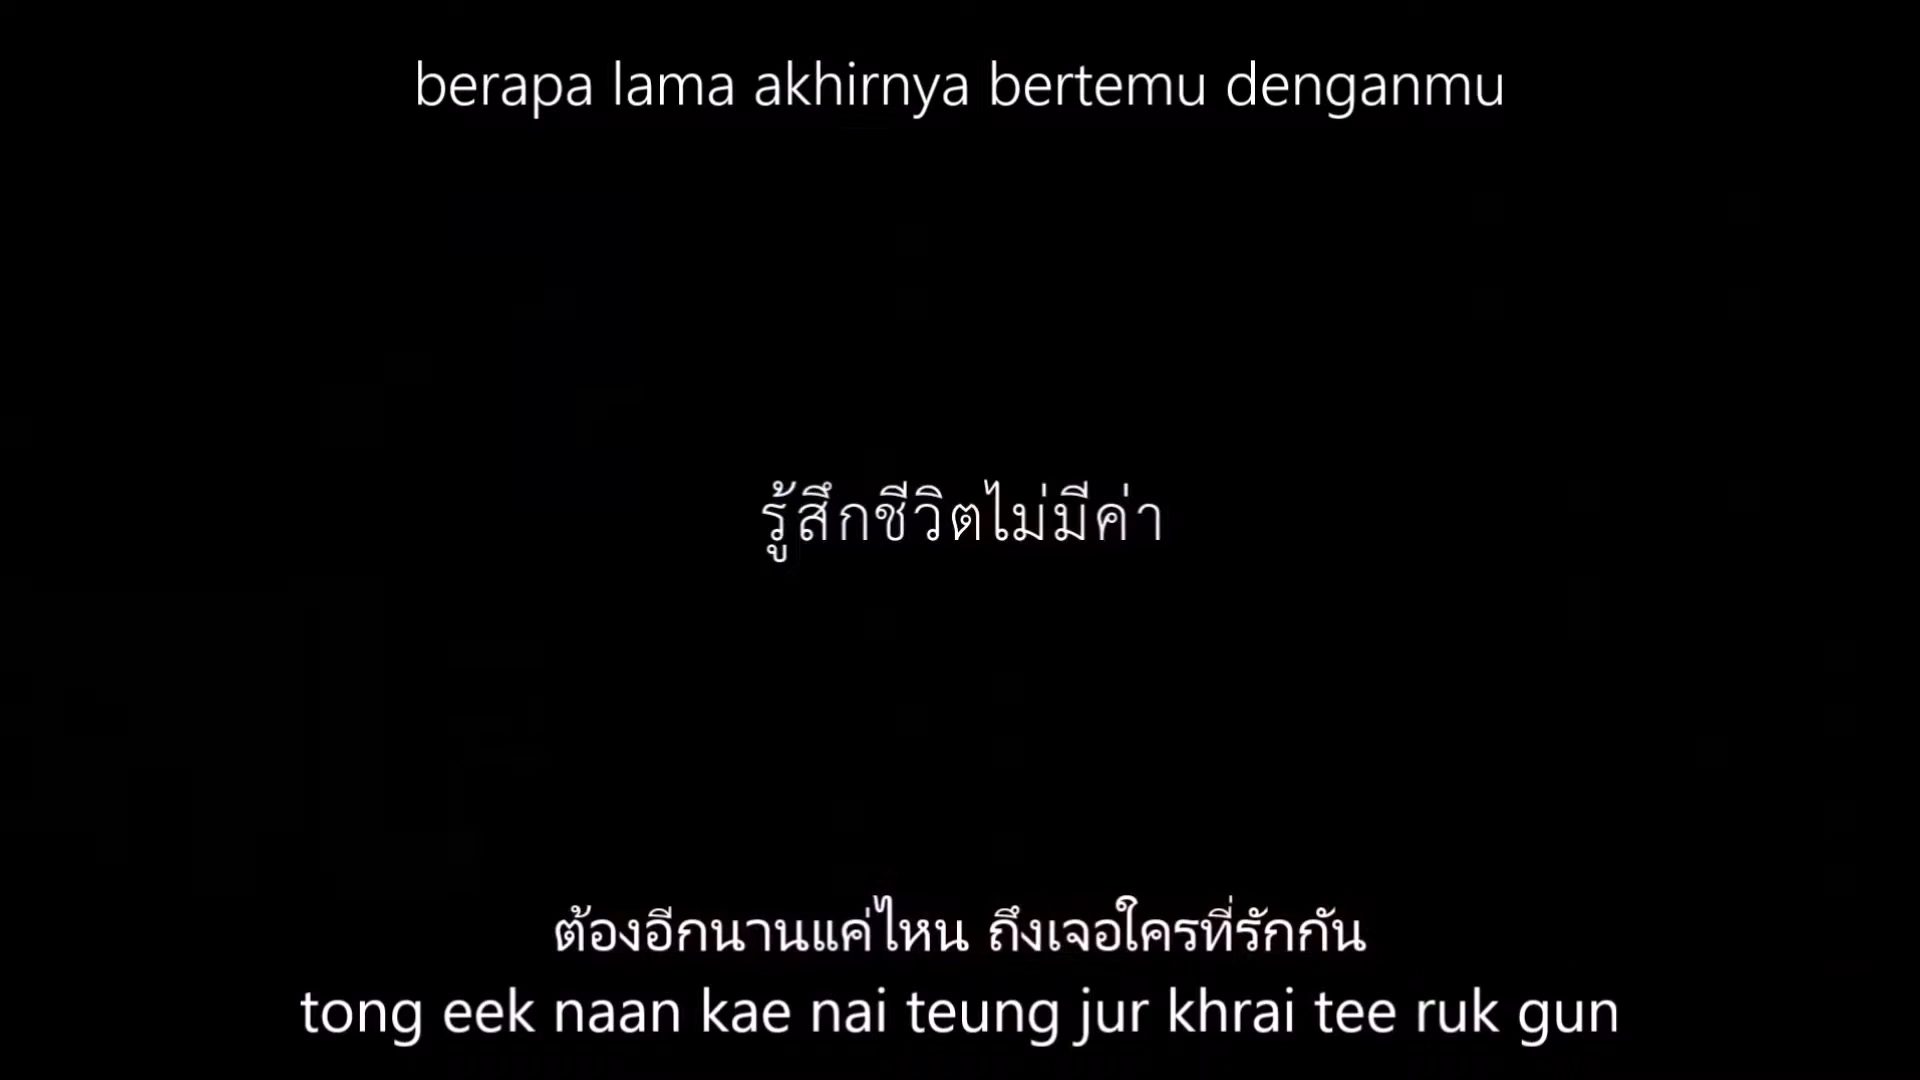 berapa lama akhirnya bertemu denganmu
รู้สึกชีวิตไม่มีค่า
ต้องอีกนานแค่ไหน ถึงเจอใครที่รักกัน
tong eek naan kae nai teung jur khrai tee ruk gun